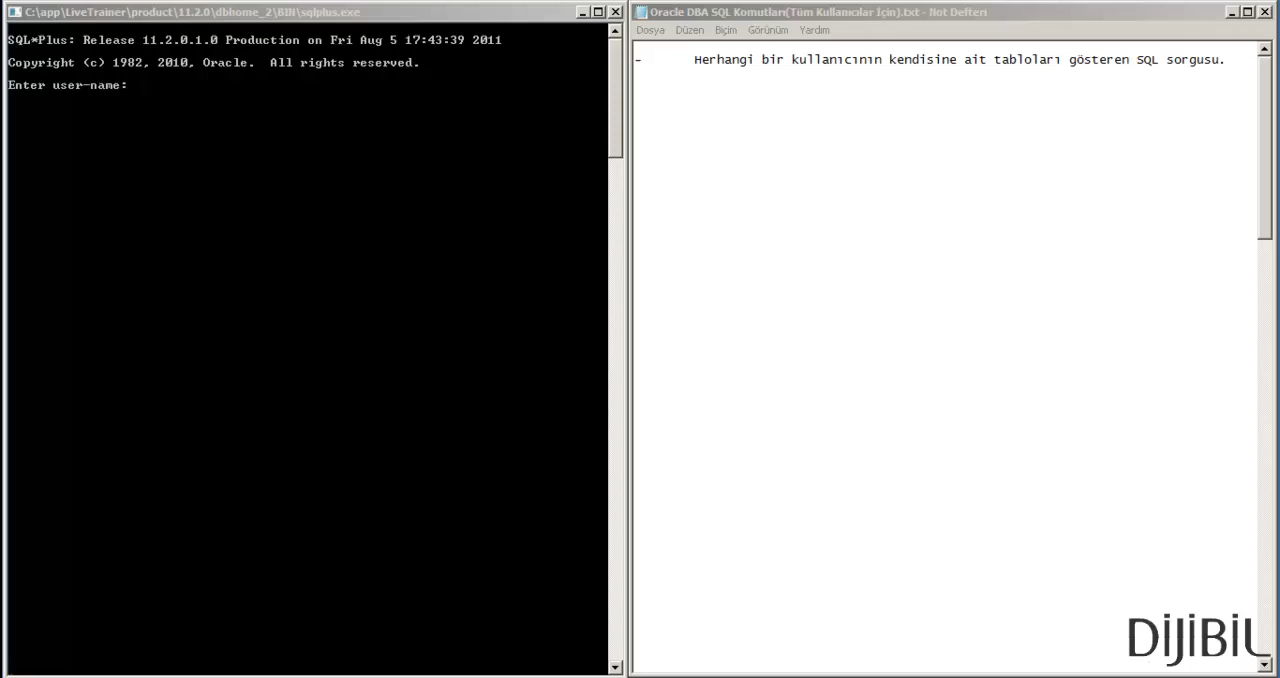 C:\app\LiveTrainer\product\11.2.0\dbhome_2\BIN\sqlplus.exe
SQL*Plus: Release 11.2.0.1.0 Production on Fri Aug 5 17:43:39 2011
Copyright (c) 1982, 2010, Oracle.  All rights reserved.
Enter user-name:
Oracle DBA SQL Komutları(Tüm Kullanıcılar İçin).txt - Not Defteri
Dosya Düzen Biçim Görünüm Yardım
- Herhangi bir kullanıcının kendisine ait tabloları gösteren SQL sorgusu.
DiJiBiL